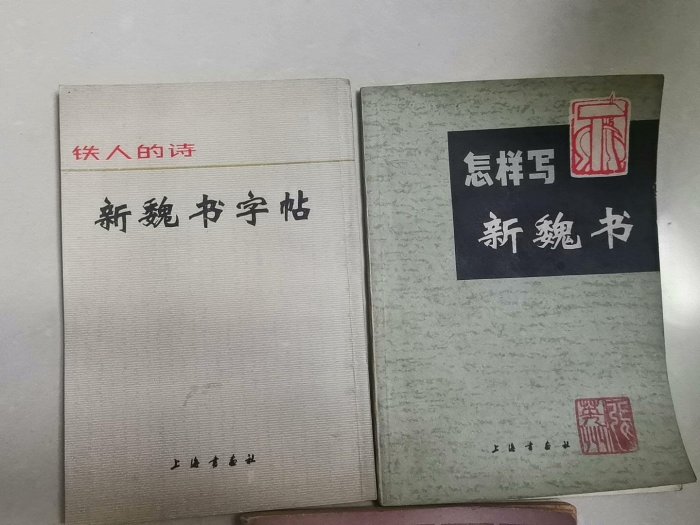 铁人的诗
新魏书字帖
上海书画社
怎样写
新魏书
上海书画社